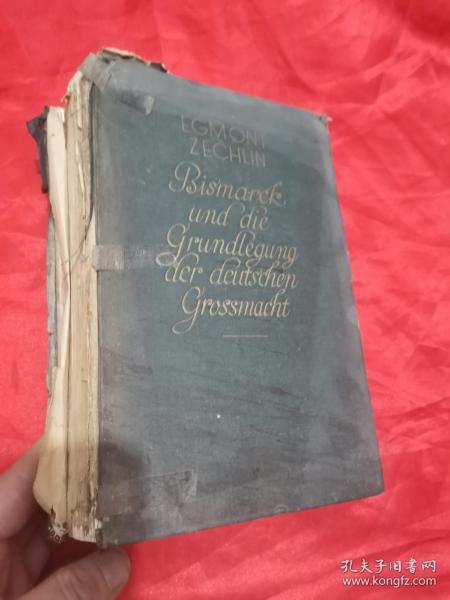 EGMONT
ZECHLIN
Bismarck
und die
Grundlegung
der deutschen
Grossmacht
孔夫子旧书网
www.kongfz.com